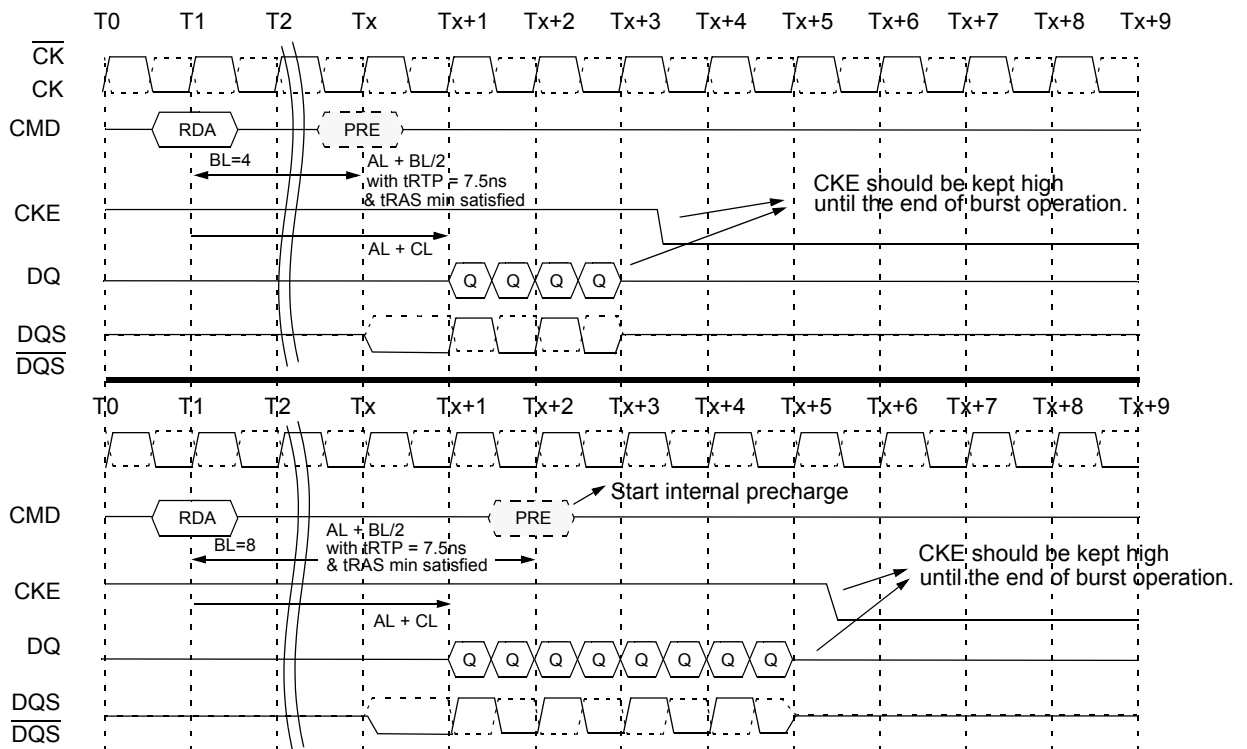 T0 T1 T2 Tx Tx+1 Tx+2 Tx+3 Tx+4 Tx+5 Tx+6 Tx+7 Tx+8 Tx+9
CK
CK
CMD RDA PRE
BL=4 AL + BL/2
with tRTP = 7.5ns
& tRAS min satisfied
CKE should be kept high
until the end of burst operation.
CKE
AL + CL
DQ Q Q Q Q
DQS
DQS
T0 T1 T2 Tx Tx+1 Tx+2 Tx+3 Tx+4 Tx+5 Tx+6 Tx+7 Tx+8 Tx+9
Start internal precharge
CMD RDA PRE
BL=8 AL + BL/2
with tRTP = 7.5ns
& tRAS min satisfied
CKE should be kept high
until the end of burst operation.
CKE
AL + CL
DQ Q Q Q Q Q Q Q Q
DQS
DQS